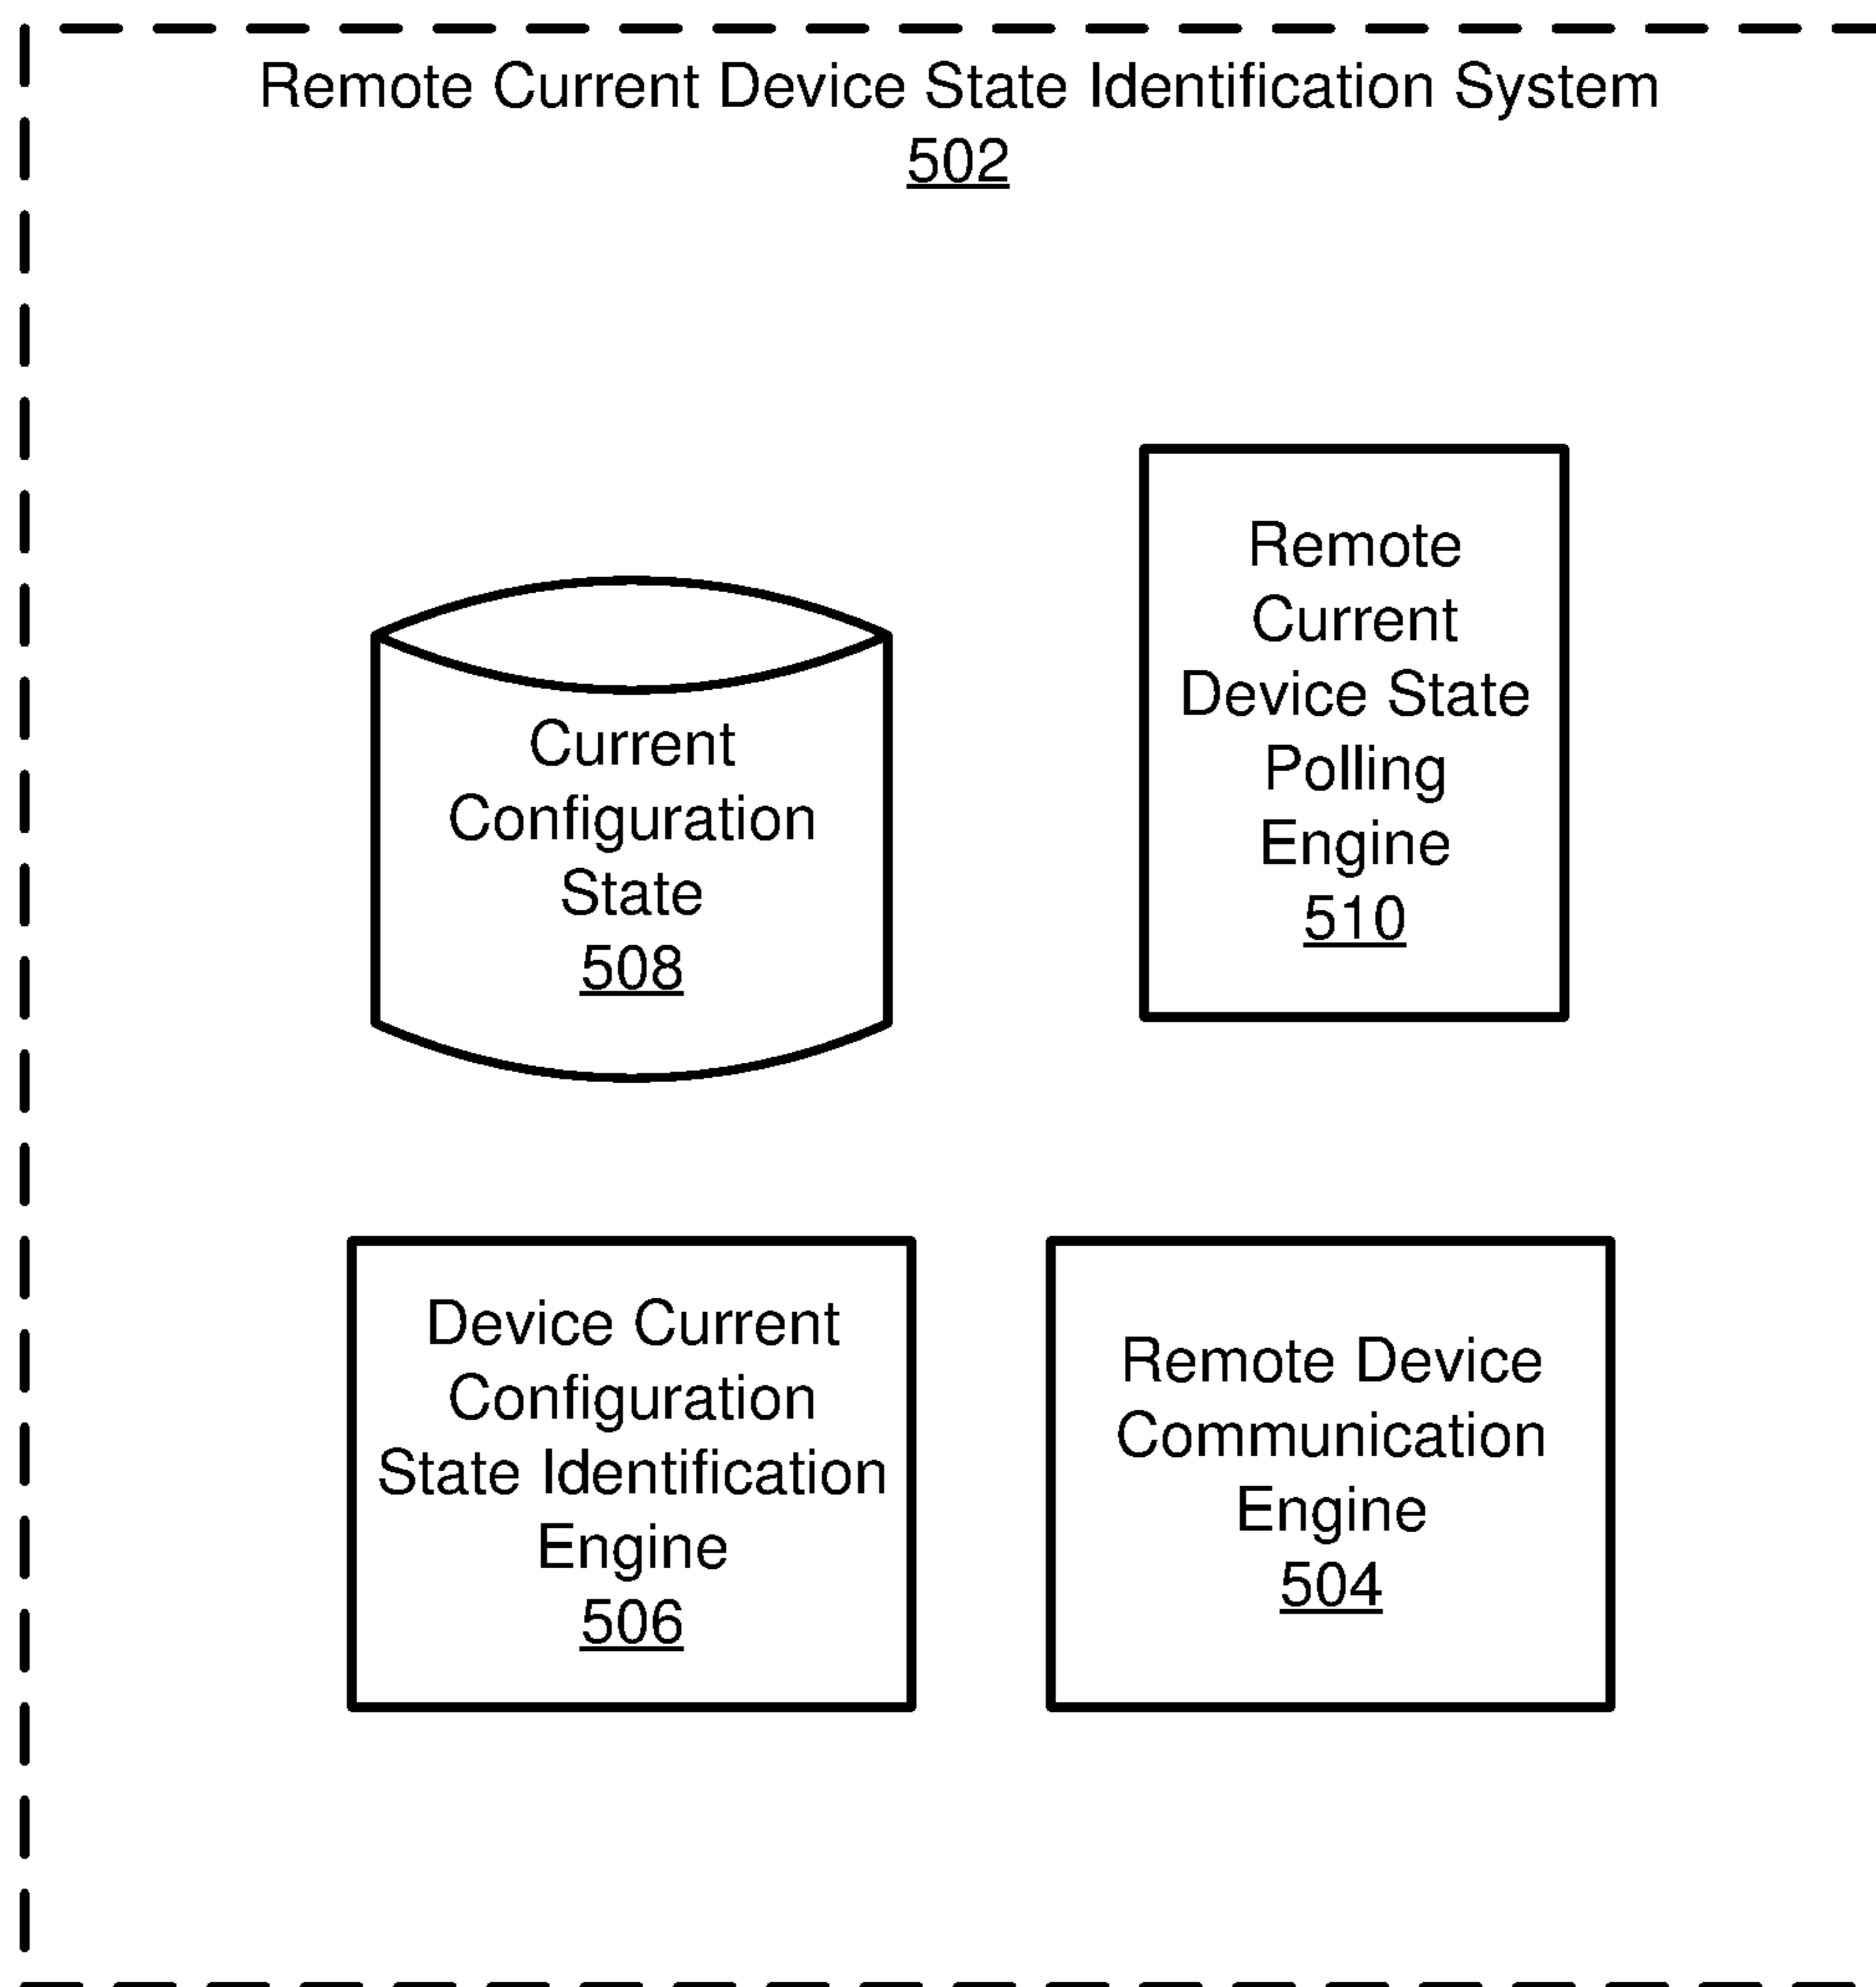 Remote Current Device State Identification System
502
Current
Configuration
State
508
Remote
Current
Device State
Polling
Engine
510
Device Current
Configuration
State Identification
Engine
506
Remote Device
Communication
Engine
504